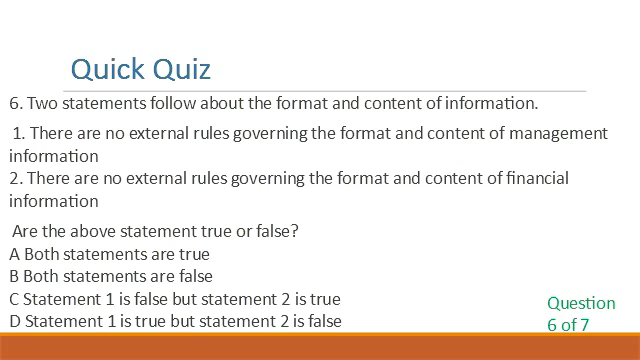 Quick Quiz
6. Two statements follow about the format and content of information.
1. There are no external rules governing the format and content of management
information
2. There are no external rules governing the format and content of financial
information
Are the above statement true or false?
A Both statements are true
B Both statements are false
C Statement 1 is false but statement 2 is true
D Statement 1 is true but statement 2 is false
Question
6 of 7